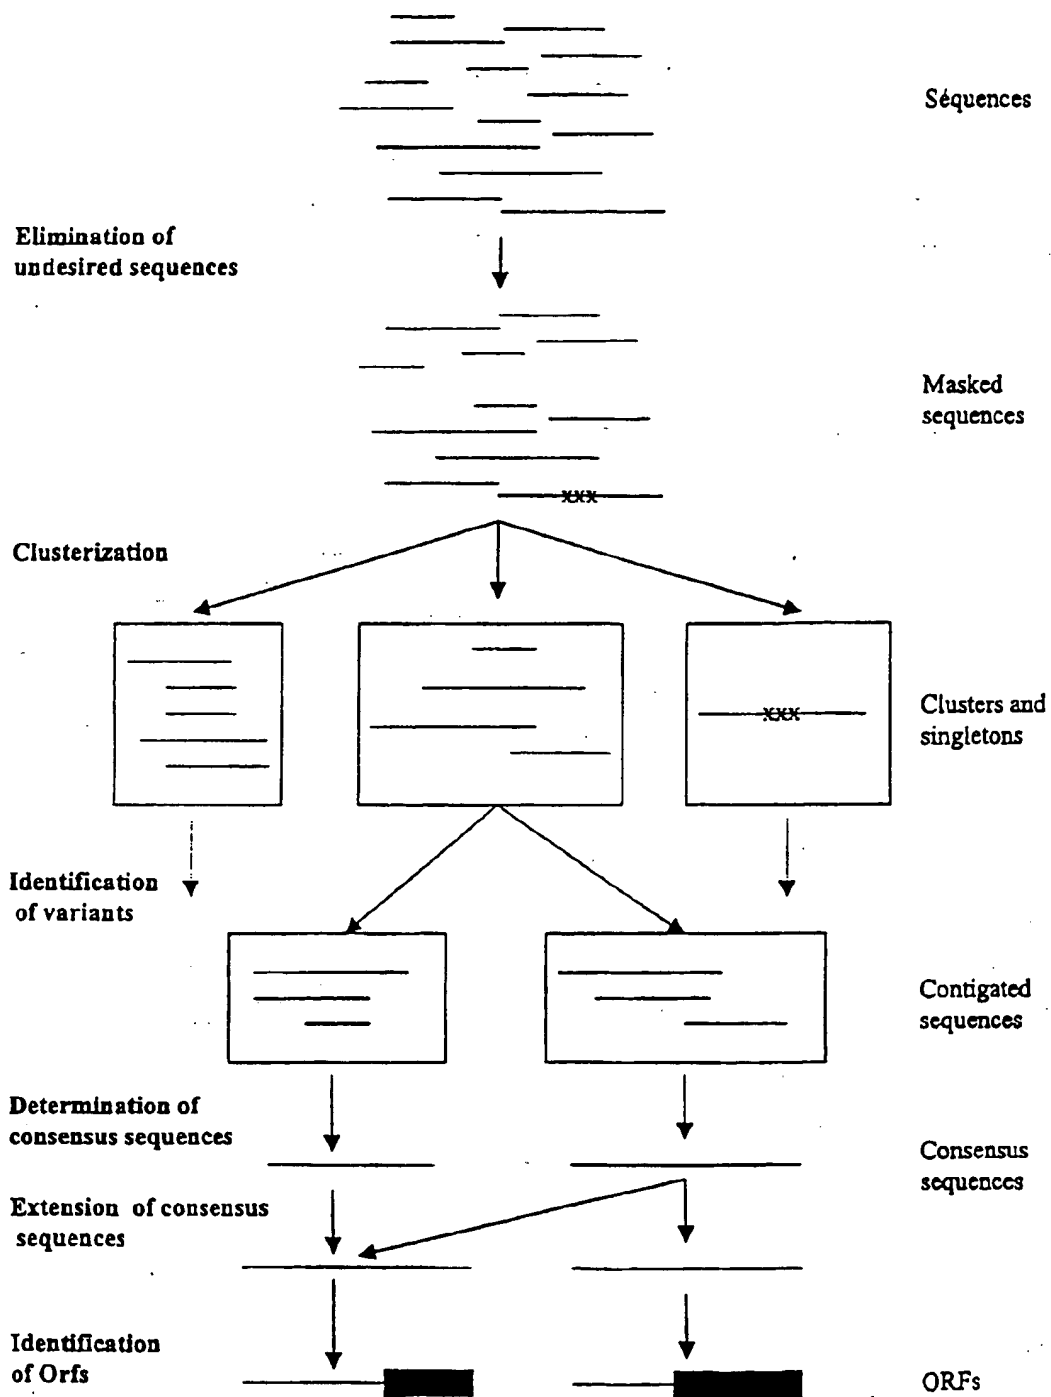 Séquences
Elimination of
undesired sequences
Masked
sequences
xxx
Clusterization
Clusters and
singletons
xxx
Identification
of variants
Contigated
sequences
Determination of
consensus sequences
Consensus
sequences
Extension of consensus
sequences
Identification
of Orfs
ORFs